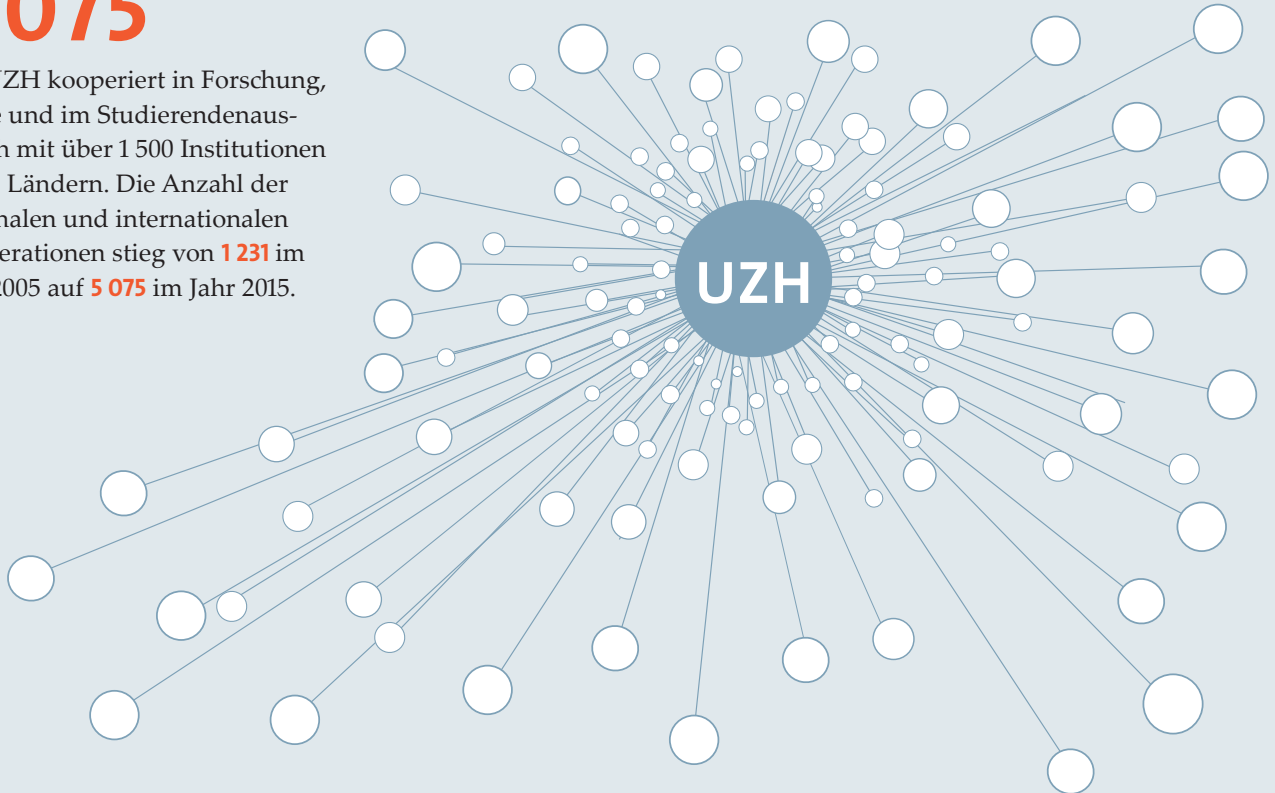 075
ZH kooperiert in Forschung,
und im Studierendenaus-
mit über 1 500 Institutionen
Ländern. Die Anzahl der
nalen und internationalen
erationen stieg von 1 231 im
2005 auf 5 075 im Jahr 2015.
UZH